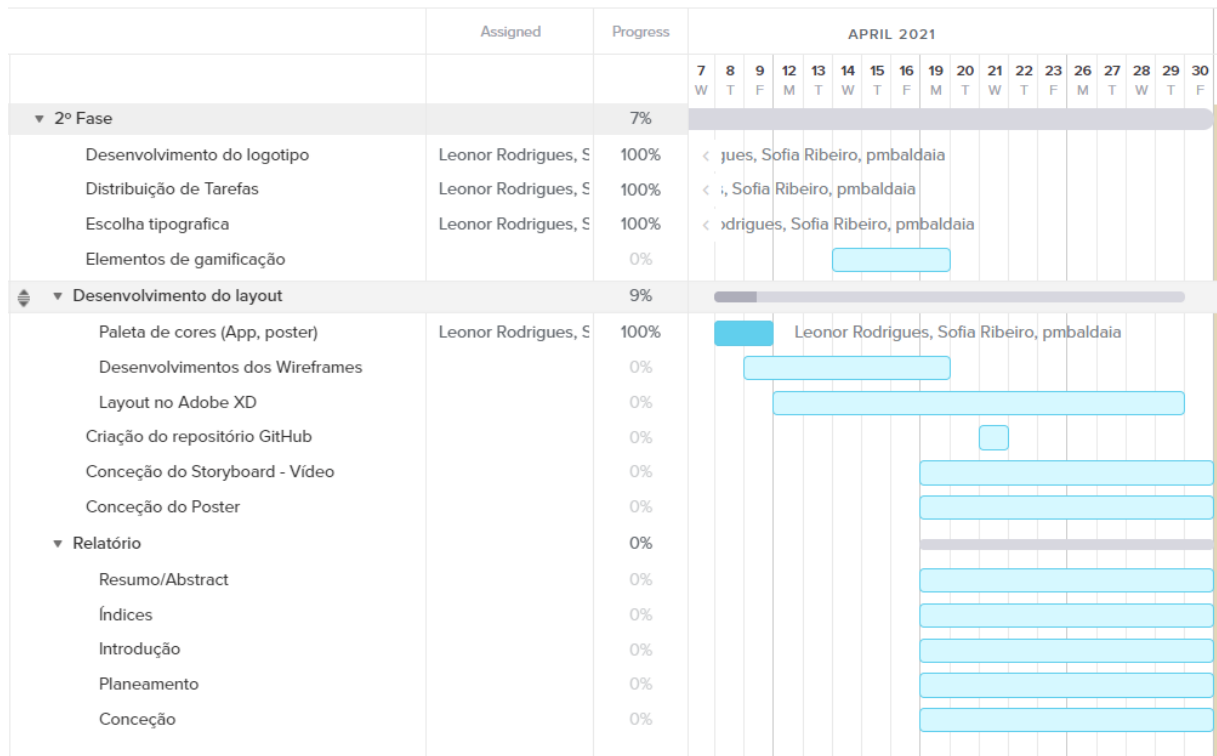 Assigned Progress APRIL 2021
7 8 9 12 13 14 15 16 19 20 21 22 23 26 27 28 29 30
W T F M T W T F M T W T F M T W T F
2º Fase 7%
Desenvolvimento do logotipo Leonor Rodrigues, S 100% gues, Sofia Ribeiro, pmbaldaia
Distribuição de Tarefas Leonor Rodrigues, S 100% s, Sofia Ribeiro, pmbaldaia
Escolha tipografica Leonor Rodrigues, S 100% odrigues, Sofia Ribeiro, pmbaldaia
Elementos de gamificação 0%
Desenvolvimento do layout 9%
Paleta de cores (App, poster) Leonor Rodrigues, S 100% Leonor Rodrigues, Sofia Ribeiro, pmbaldaia
Desenvolvimentos dos Wireframes 0%
Layout no Adobe XD 0%
Criação do repositório GitHub 0%
Conceção do Storyboard - Vídeo 0%
Conceção do Poster 0%
Relatório 0%
Resumo/Abstract 0%
Índices 0%
Introdução 0%
Planeamento 0%
Conceção 0%